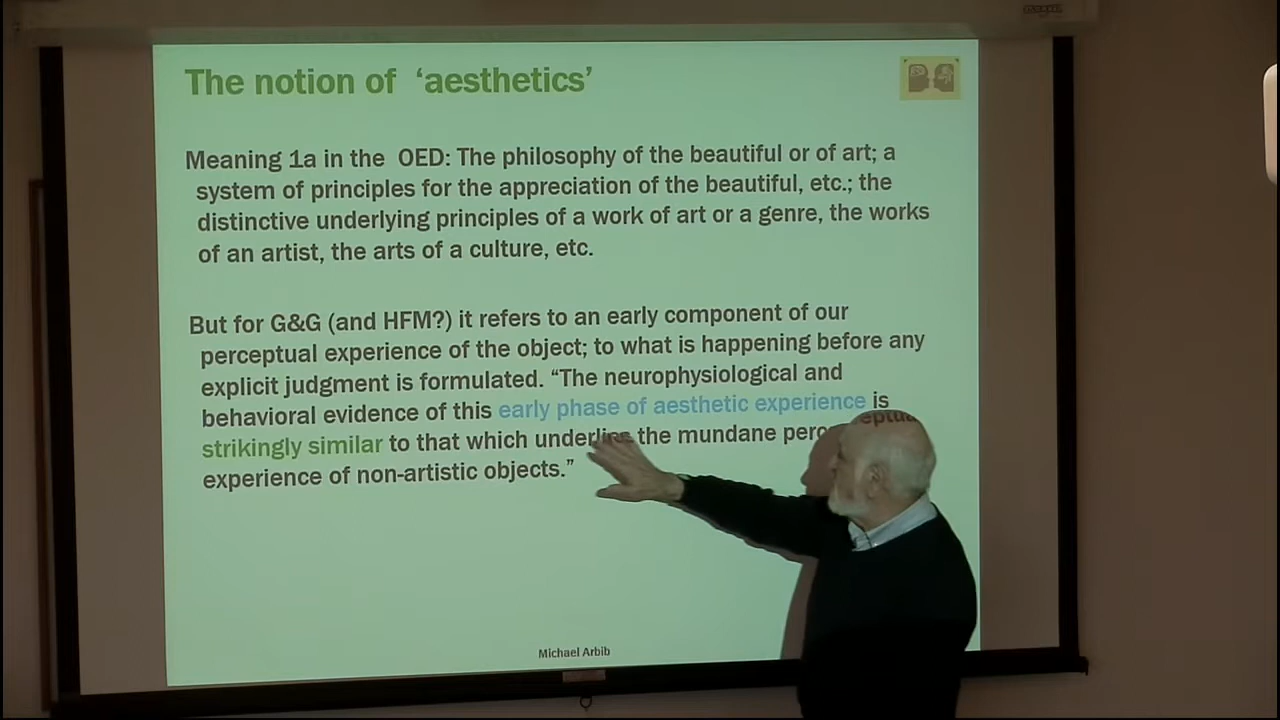 The notion of ‘aesthetics’
Meaning 1a in the OED: The philosophy of the beautiful or of art; a
system of principles for the appreciation of the beautiful, etc.; the
distinctive underlying principles of a work of art or a genre, the works
of an artist, the arts of a culture, etc.
But for G&G (and HFM?) it refers to an early component of our
perceptual experience of the object; to what is happening before any
explicit judgment is formulated. “The neurophysiological and
behavioral evidence of this early phase of aesthetic experience is
strikingly similar to that which underlies the mundane perceptual
experience of non-artistic objects.”
Michael Arbib